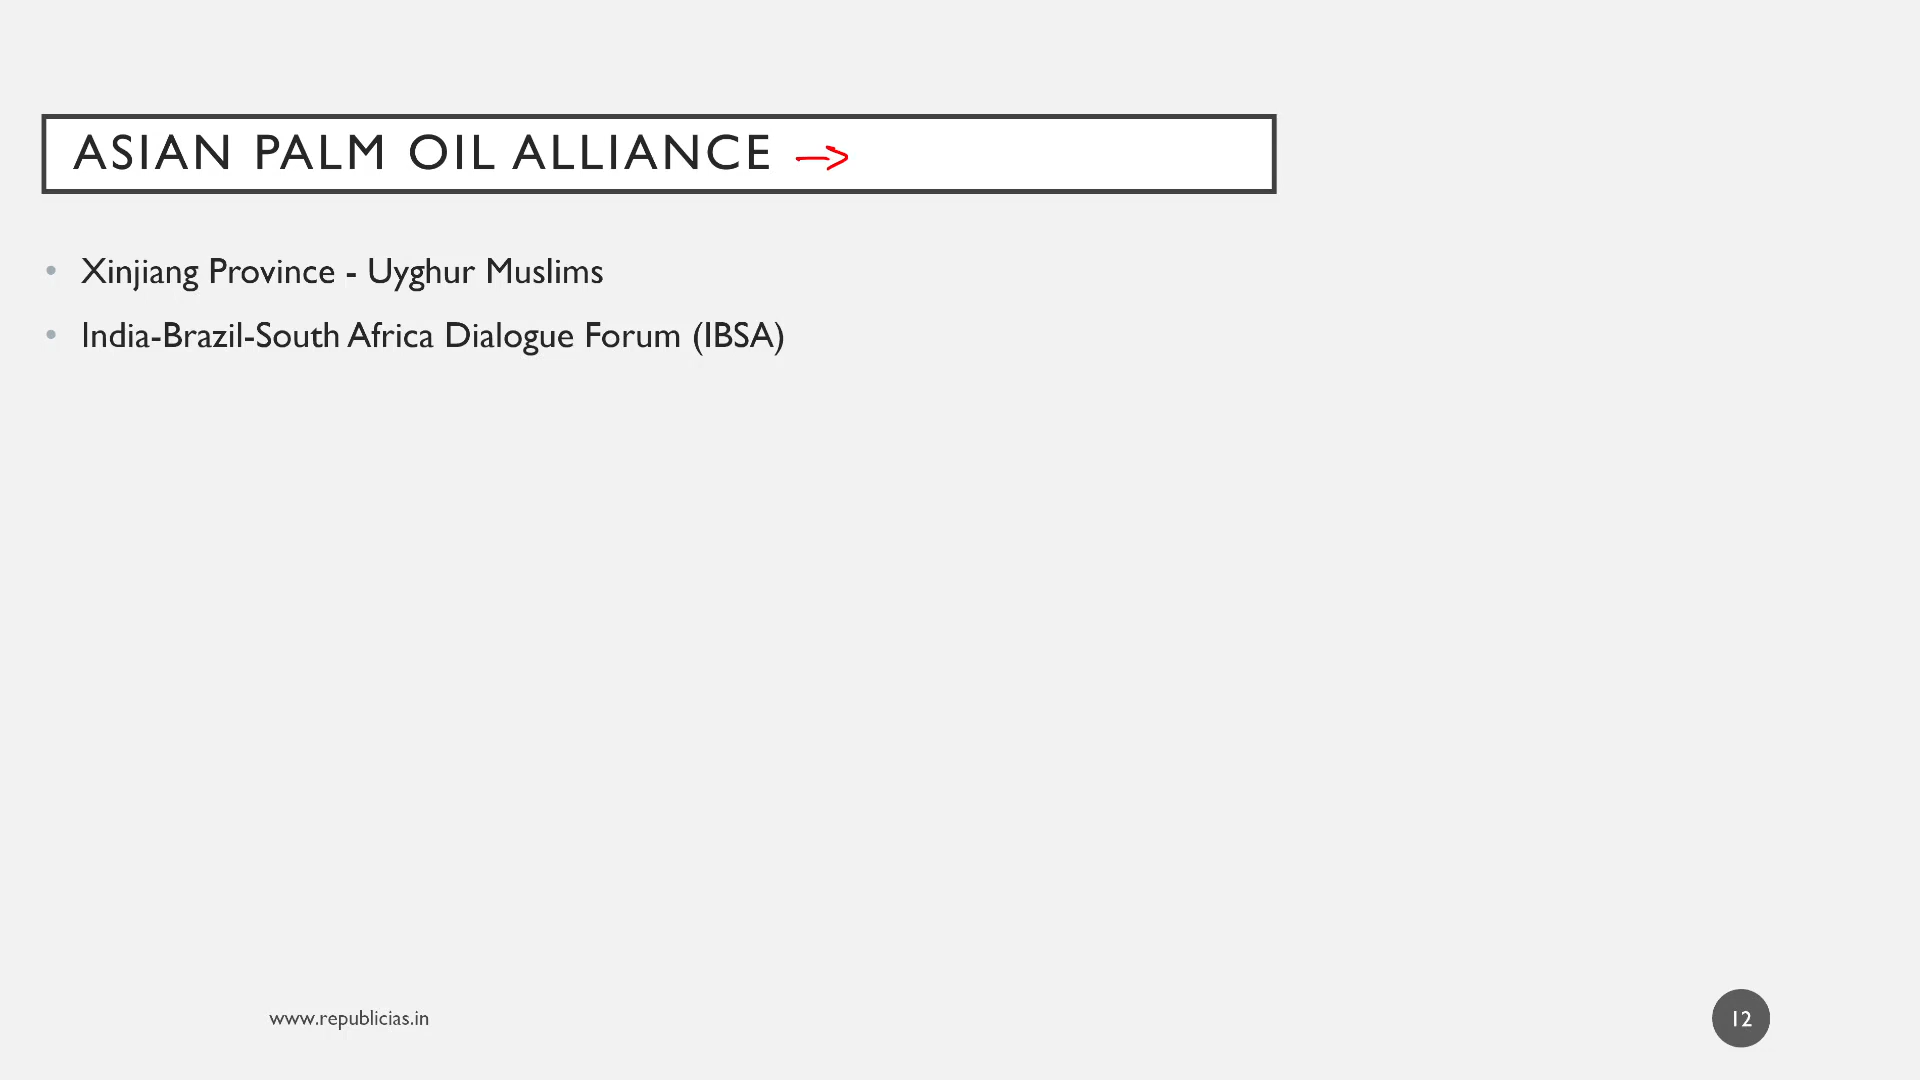 ASIAN PALM OIL ALLIANCE →
• Xinjiang Province - Uyghur Muslims
• India-Brazil-South Africa Dialogue Forum (IBSA)
www.republicias.in
12